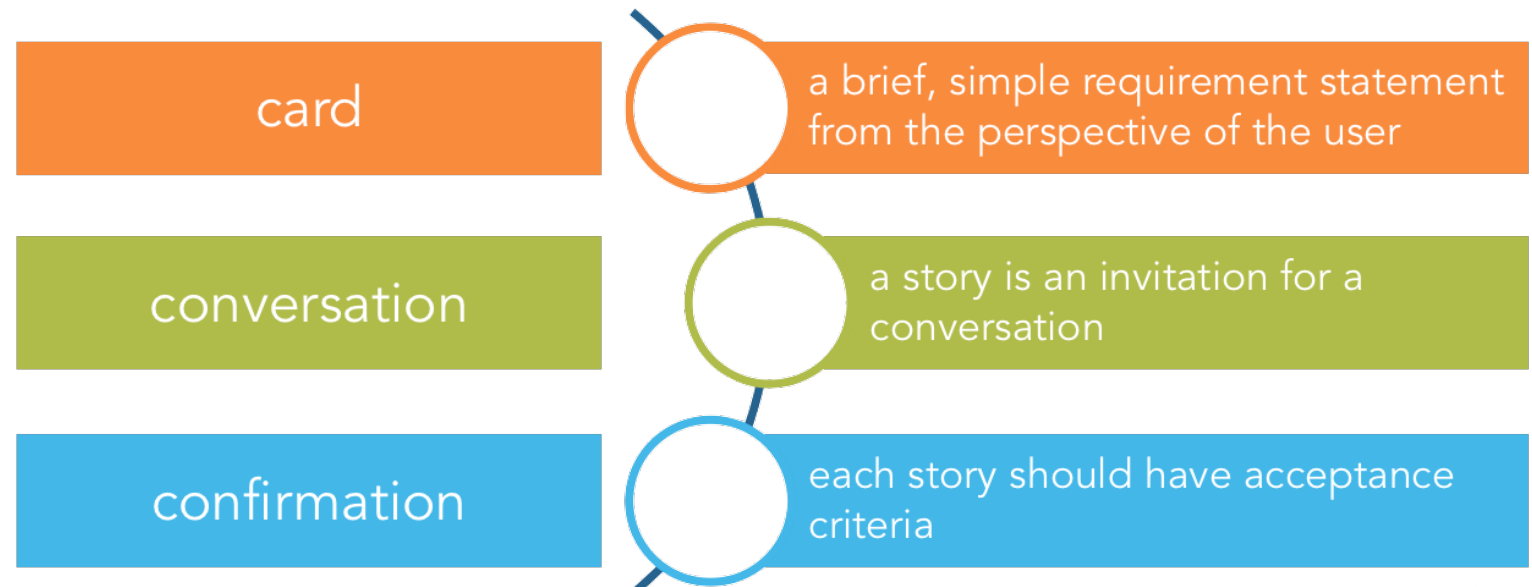 card
a brief, simple requirement statement
from the perspective of the user
conversation
a story is an invitation for a
conversation
confirmation
each story should have acceptance
criteria